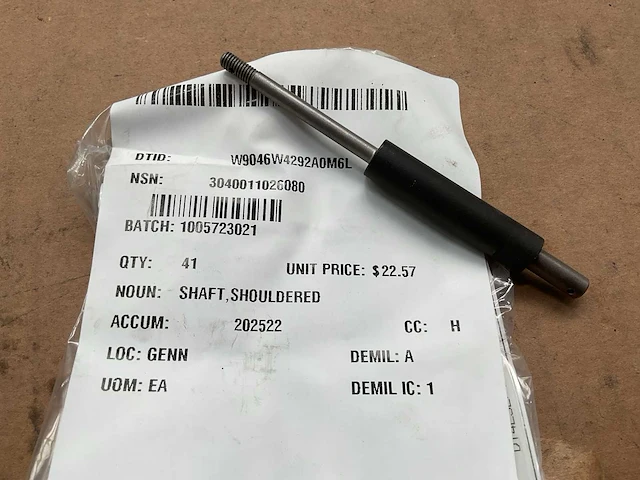 DTID: W9046W4292A0M6L
NSN: 3040011026080
BATCH: 1005723021
QTY: 41 UNIT PRICE: $22.57
NOUN: SHAFT,SHOULDERED
ACCUM: 202522 CC: H
LOC: GENN DEMIL: A
UOM: EA DEMIL IC: 1